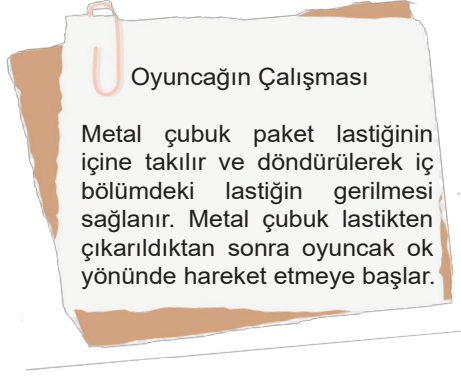 Oyuncağın Çalışması
Metal çubuk paket lastiğinin
içine takılır ve döndürülerek iç
bölümdeki lastiğin gerilmesi
sağlanır. Metal çubuk lastikten
çıkarıldıktan sonra oyuncak ok
yönünde hareket etmeye başlar.